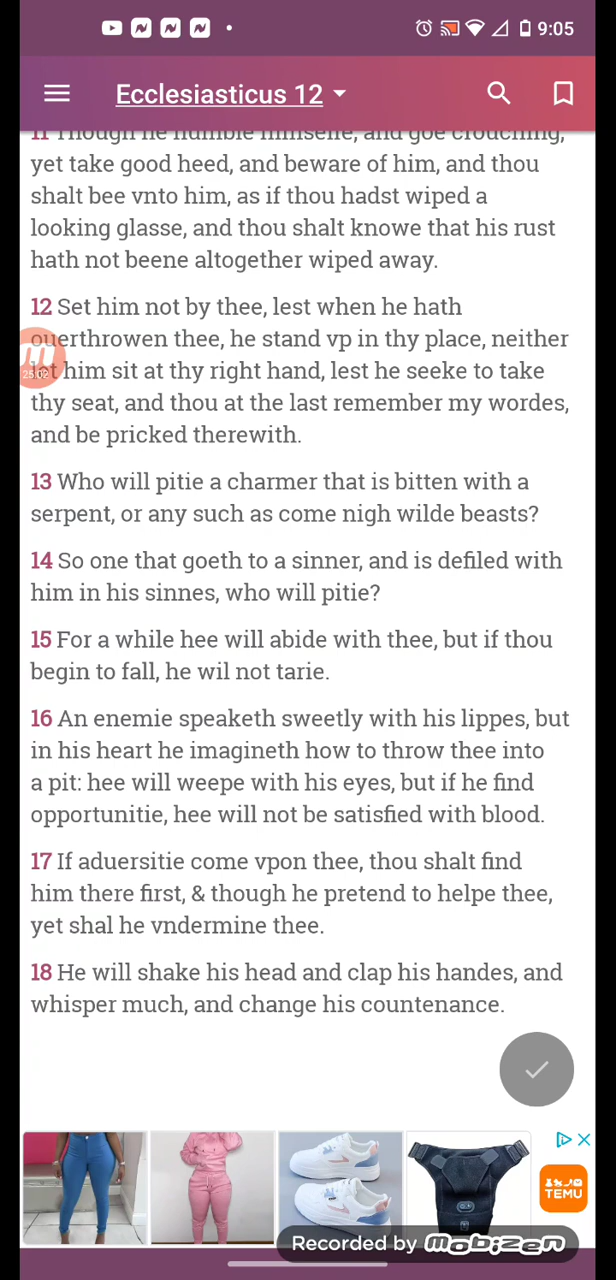 9:05
Ecclesiasticus 12
11 Though he humble himselfe, and goe crouching,
yet take good heed, and beware of him, and thou
shalt bee vnto him, as if thou hadst wiped a
looking glasse, and thou shalt knowe that his rust
hath not beene altogether wiped away.
12 Set him not by thee, lest when he hath
ouerthrowen thee, he stand vp in thy place, neither
let him sit at thy right hand, lest he seeke to take
25:02
thy seat, and thou at the last remember my wordes,
and be pricked therewith.
13 Who will pitie a charmer that is bitten with a
serpent, or any such as come nigh wilde beasts?
14 So one that goeth to a sinner, and is defiled with
him in his sinnes, who will pitie?
15 For a while hee will abide with thee, but if thou
begin to fall, he wil not tarie.
16 An enemie speaketh sweetly with his lippes, but
in his heart he imagineth how to throw thee into
a pit: hee will weepe with his eyes, but if he find
opportunitie, hee will not be satisfied with blood.
17 If aduersitie come vpon thee, thou shalt find
him there first, & though he pretend to helpe thee,
yet shal he vndermine thee.
18 He will shake his head and clap his handes, and
whisper much, and change his countenance.
TEMU
Recorded by mobizen